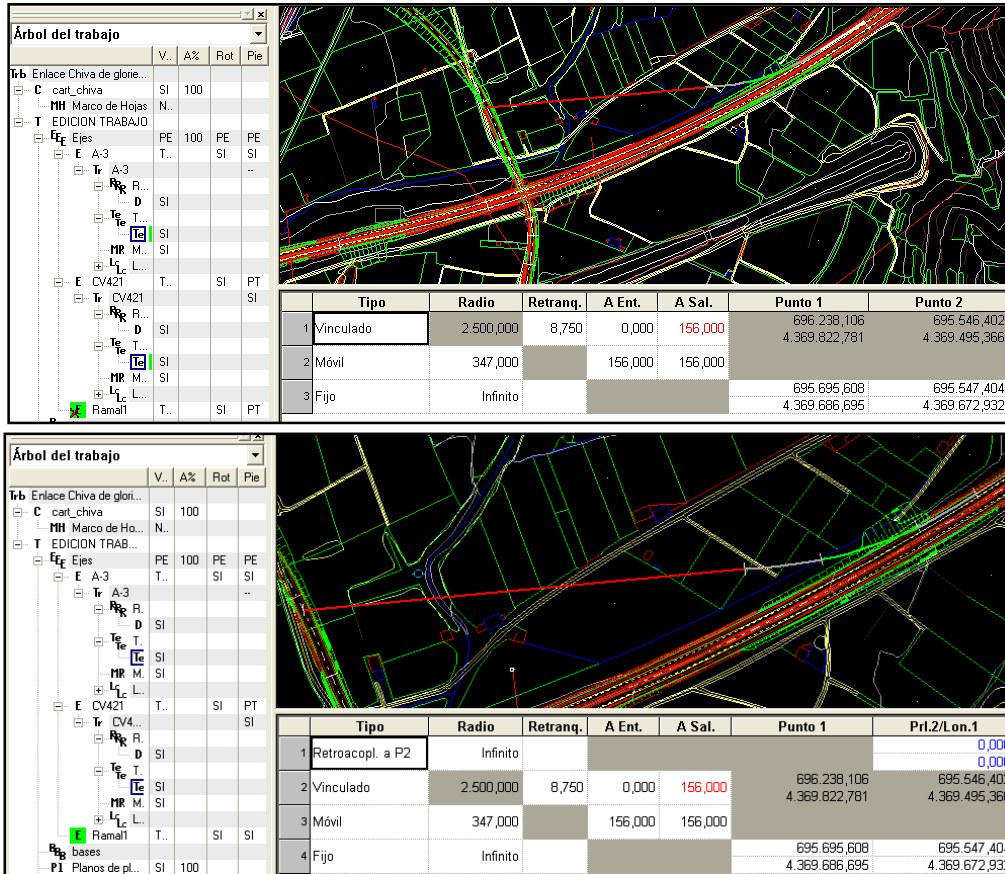 Árbol del trabajo
V.. A% Rot Pie
Trb Enlace Chiva de glorie...
C cart_chiva SI 100
MH Marco de Hojas N..
T EDICION TRABAJO
Ejes PE 100 PE PE
E A-3 T.. SI SI
Tr A-3 --
R...
D SI
T...
Te SI
MR M.. SI
L...
E CV421 T.. SI PT
Tr CV421 SI
R...
D SI
T...
Te SI
MR M.. SI
L...
E Ramal1 T.. SI PT
Tipo Radio Retranq. A Ent. A Sal. Punto 1 Punto 2
1 Vinculado 2.500,000 8,750 0,000 156,000 696.238,106 695.546,402
4.369.822,781 4.369.495,366
2 Móvil 347,000 156,000 156,000
3 Fijo Infinito 695.695,608 695.547,404
4.369.686,695 4.369.672,932
Árbol del trabajo
V.. A% Rot Pie
Trb Enlace Chiva de glori...
C cart_chiva SI 100
MH Marco de Ho... N..
T EDICION TRAB...
Ejes PE 100 PE PE
E A-3 T.. SI SI
Tr A-3 --
R.
D SI
T.
Te SI
MR M. SI
L..
E CV421 T.. SI PT
Tr CV4... SI
R.
D SI
T.
Te SI
MR M. SI
L..
E Ramal1 T.. SI SI
bases
P1 Planos de pl... SI 100
Tipo Radio Retranq. A Ent. A Sal. Punto 1 Prl.2/Lon.1
1 Retroacopl. a P2 Infinito 0,000
0,000
2 Vinculado 2.500,000 8,750 0,000 156,000 696.238,106 695.546,40
4.369.822,781 4.369.495,36
3 Móvil 347,000 156,000 156,000
4 Fijo Infinito 695.695,608 695.547,40
4.369.686,695 4.369.672,93